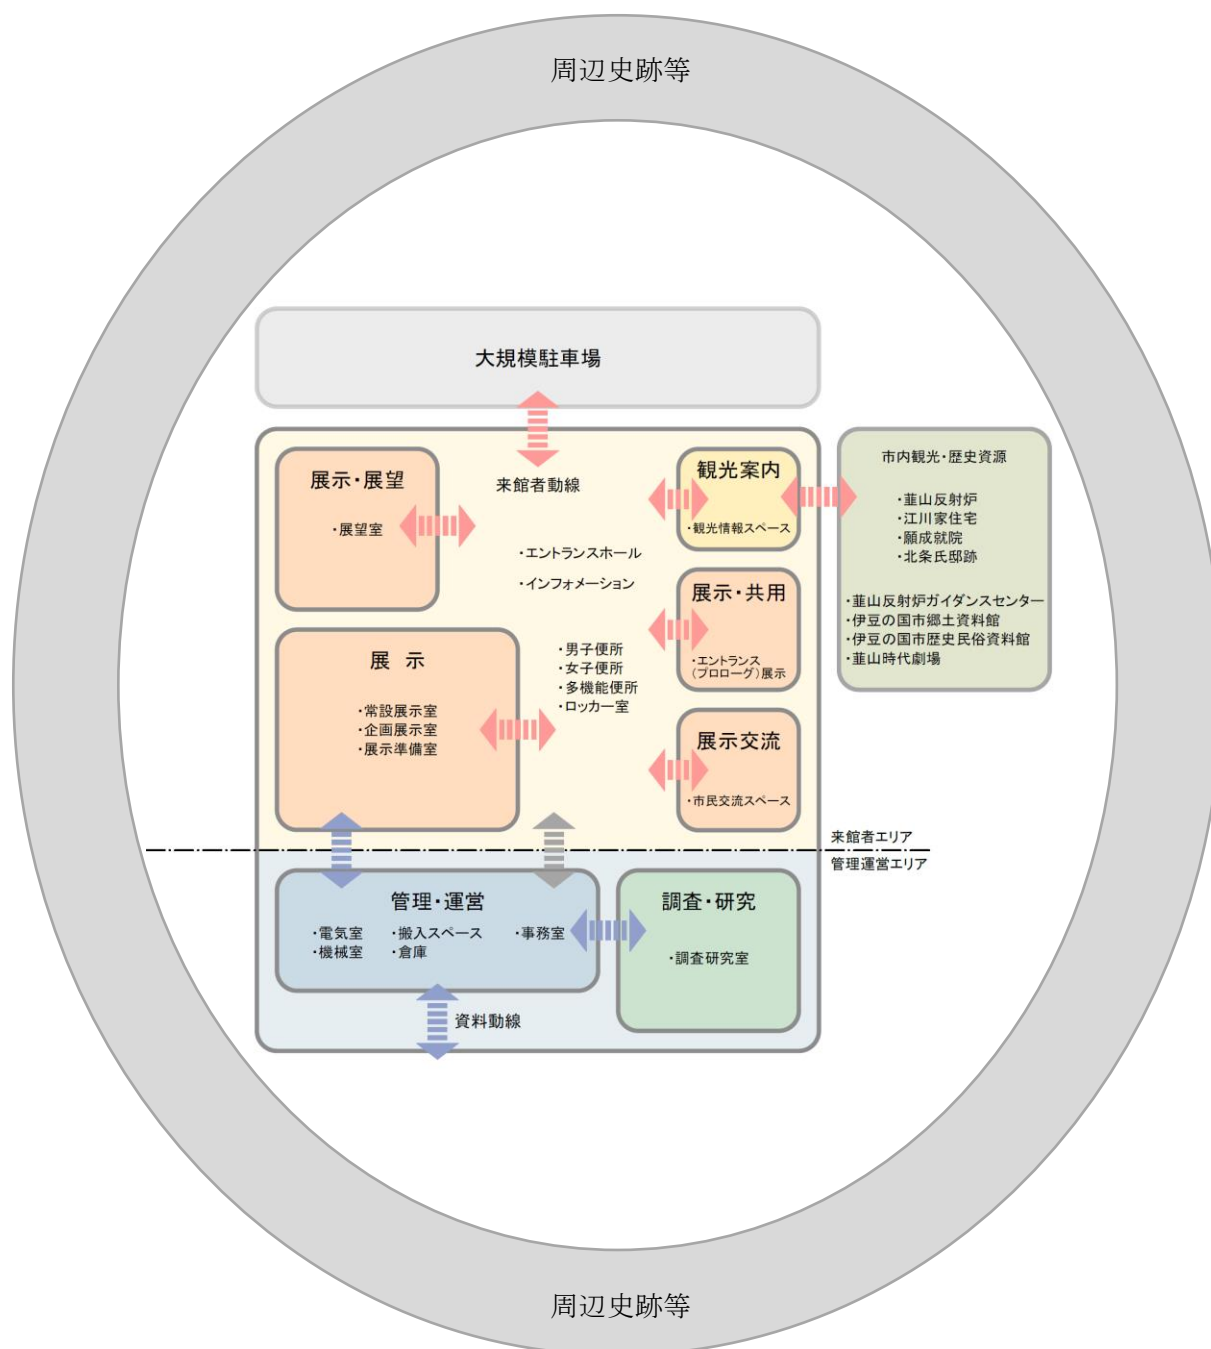 周辺史跡等
大規模駐車場
展示・展望
・展望室
来館者動線
・エントランスホール
・インフォメーション
観光案内
・観光情報スペース
市内観光・歴史資源
・韮山反射炉
・江川家住宅
・願成就院
・北条氏邸跡
・韮山反射炉ガイダンスセンター
・伊豆の国市郷土資料館
・伊豆の国市歴史民俗資料館
・韮山時代劇場
展示・共用
・エントランス
(プロローグ)展示
展 示
・常設展示室
・企画展示室
・展示準備室
・男子便所
・女子便所
・多機能便所
・ロッカー室
展示交流
・市民交流スペース
来館者エリア
管理運営エリア
管理・運営
・電気室
・機械室
・搬入スペース
・倉庫
・事務室
調査・研究
・調査研究室
資料動線
周辺史跡等